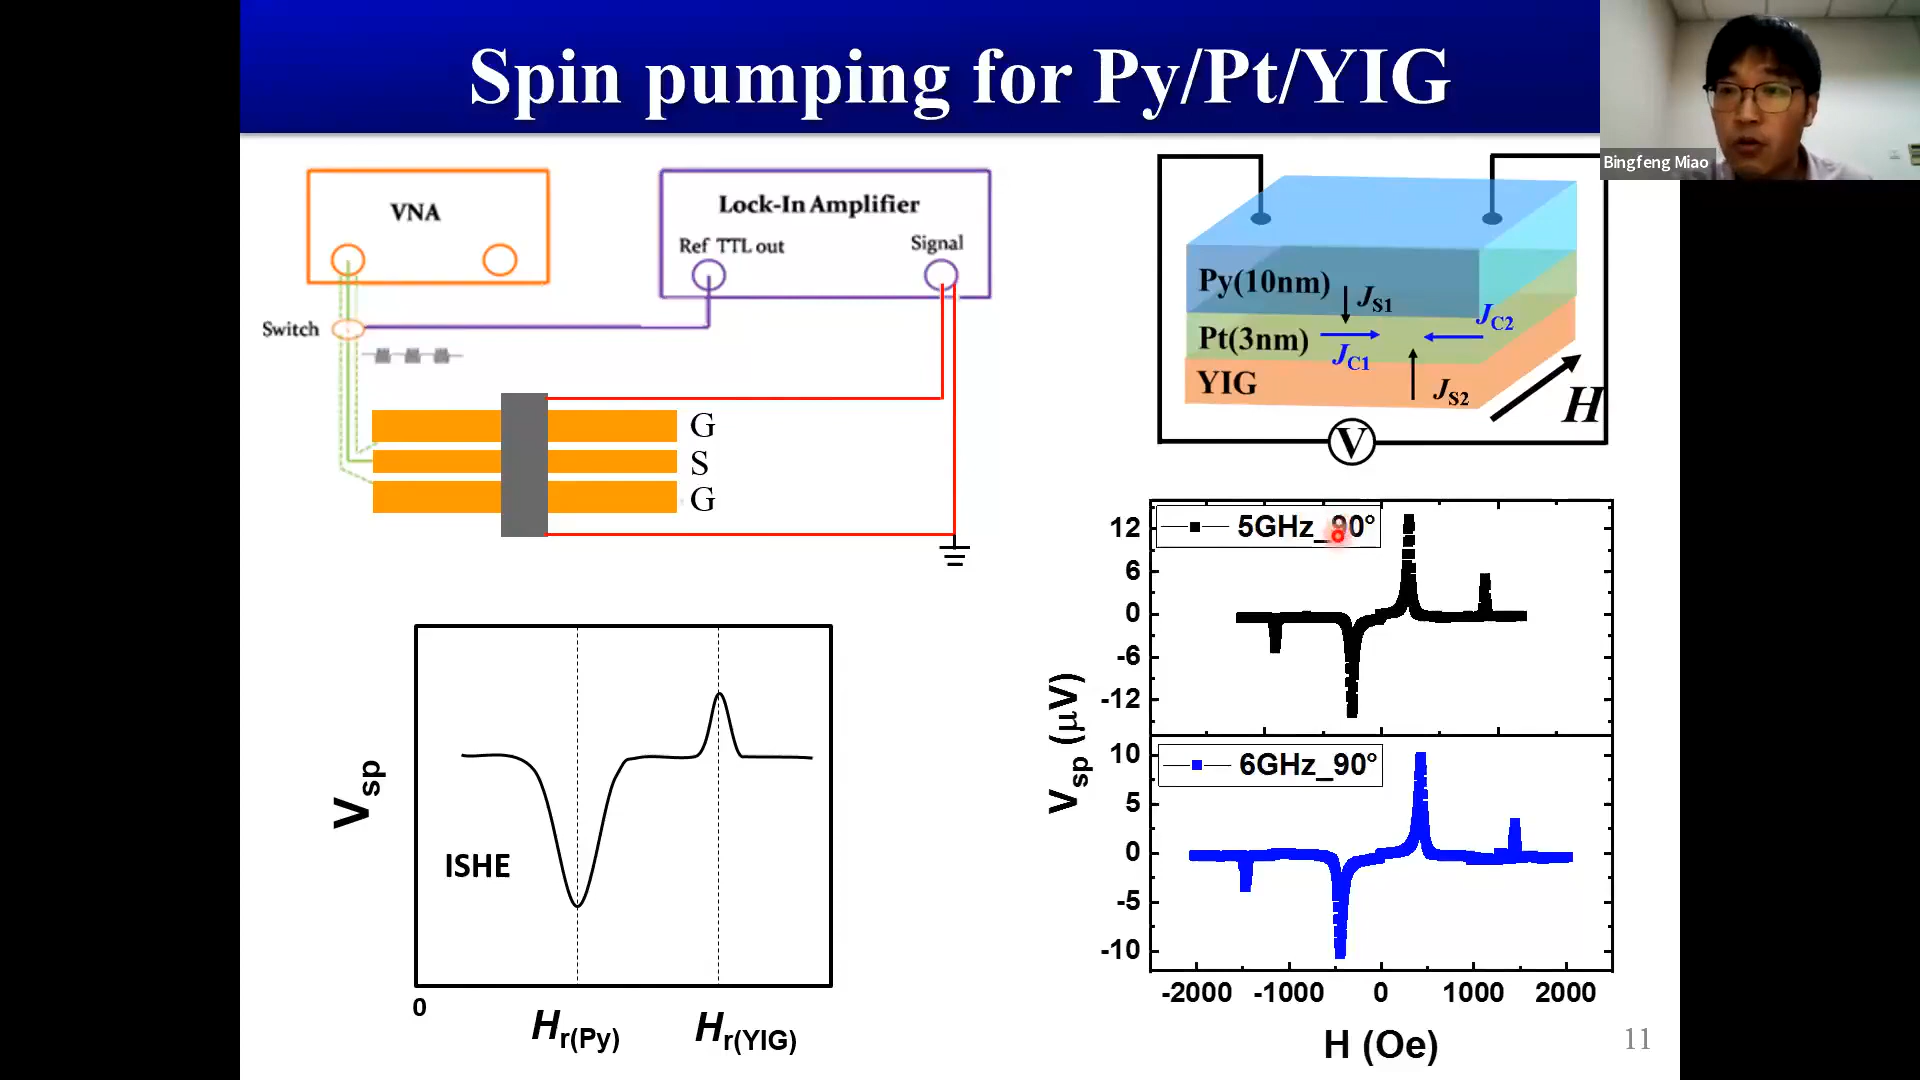 Spin pumping for Py/Pt/YIG
Bingfeng Miao
VNA
Lock-In Amplifier
Ref TTL out
Signal
Switch
G
S
G
Py(10nm)
J_S1
Pt(3nm)
J_C1
J_C2
YIG
J_S2
H
V
V_sp
ISHE
0
H_r(Py)
H_r(YIG)
V_sp (μV)
5GHz_90°
12
6
0
-6
-12
6GHz_90°
10
5
0
-5
-10
-2000 -1000 0 1000 2000
H (Oe)
11